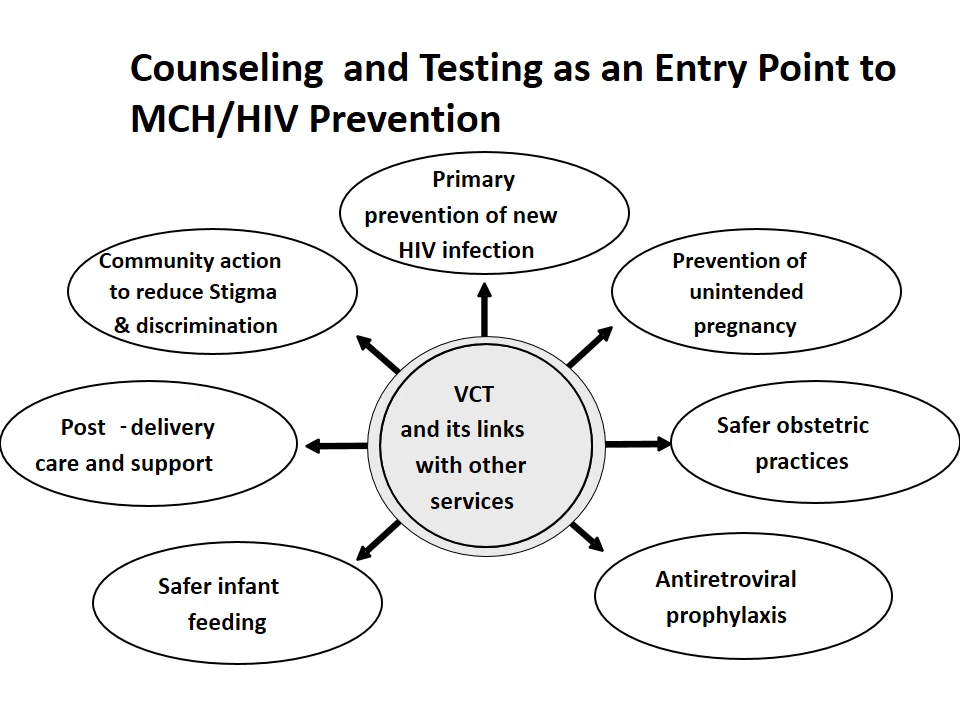 Counseling and Testing as an Entry Point to
MCH/HIV Prevention
Primary
prevention of new
HIV infection
Community action
to reduce Stigma
& discrimination
Prevention of
unintended
pregnancy
VCT
and its links
with other
services
Post -delivery
care and support
Safer obstetric
practices
Safer infant
feeding
Antiretroviral
prophylaxis